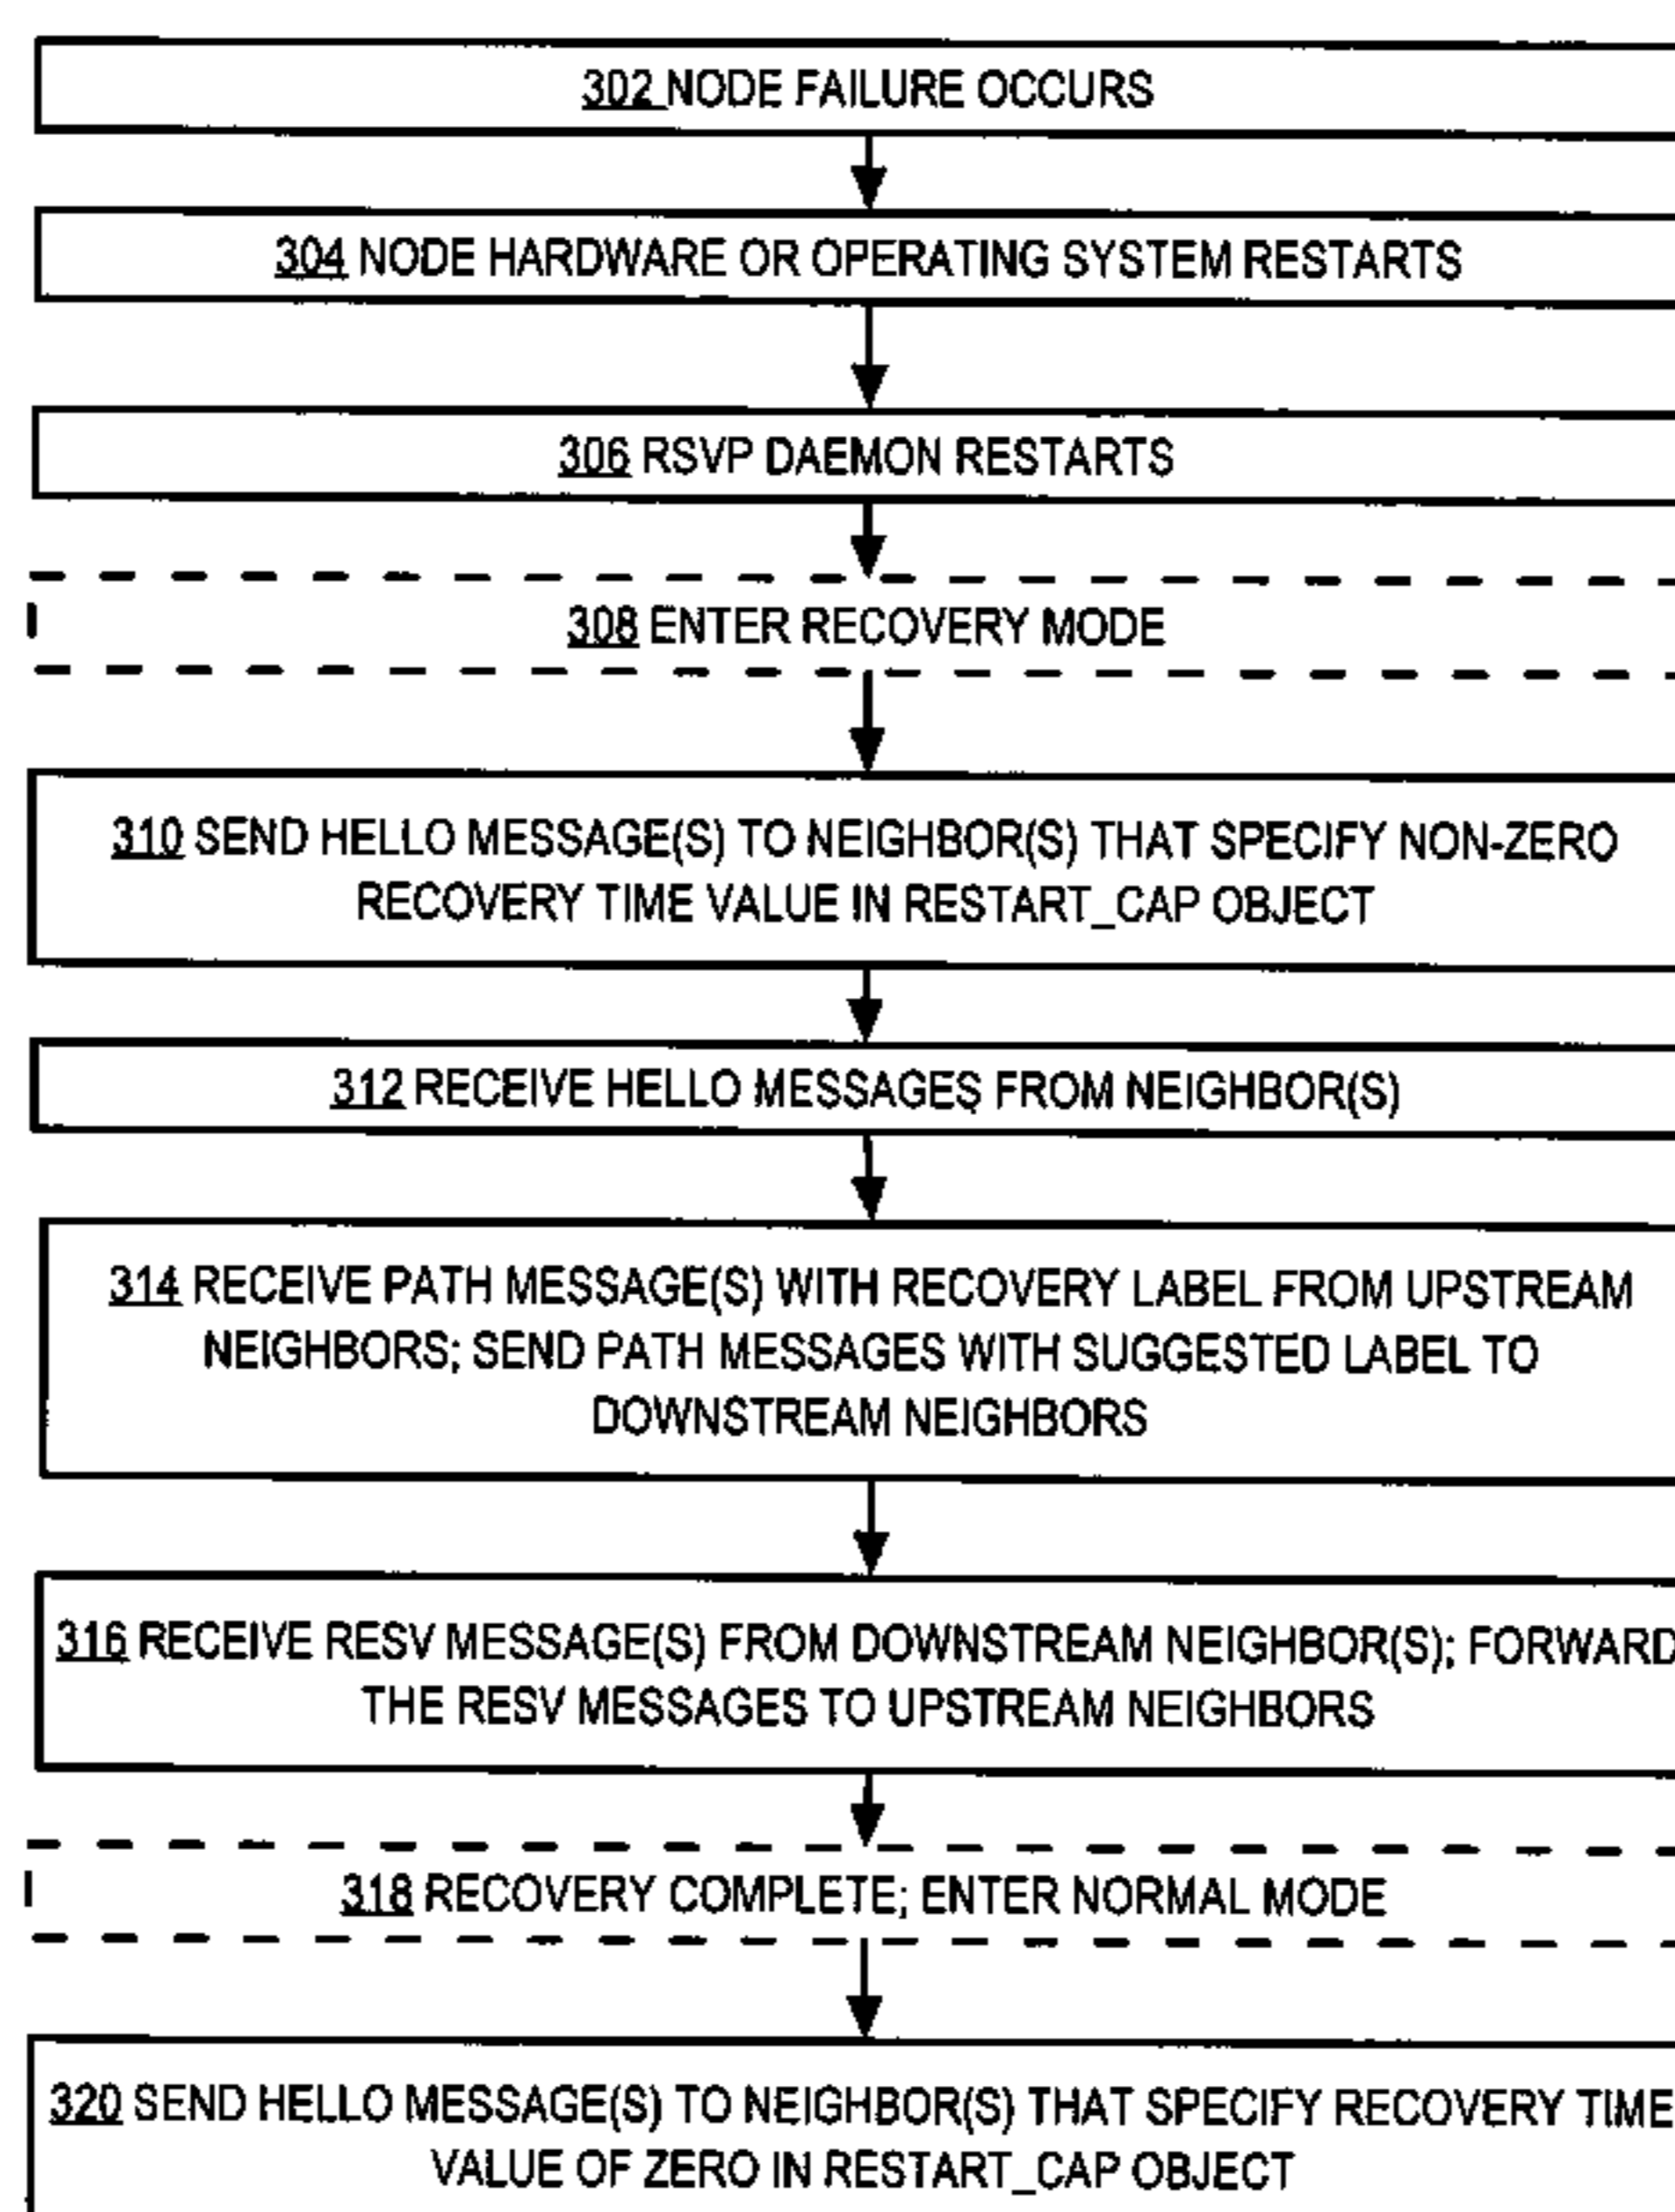 302 NODE FAILURE OCCURS
304 NODE HARDWARE OR OPERATING SYSTEM RESTARTS
306 RSVP DAEMON RESTARTS
308 ENTER RECOVERY MODE
310 SEND HELLO MESSAGE(S) TO NEIGHBOR(S) THAT SPECIFY NON-ZERO
RECOVERY TIME VALUE IN RESTART_CAP OBJECT
312 RECEIVE HELLO MESSAGES FROM NEIGHBOR(S)
314 RECEIVE PATH MESSAGE(S) WITH RECOVERY LABEL FROM UPSTREAM
NEIGHBORS; SEND PATH MESSAGES WITH SUGGESTED LABEL TO
DOWNSTREAM NEIGHBORS
316 RECEIVE RESV MESSAGE(S) FROM DOWNSTREAM NEIGHBOR(S); FORWARD
THE RESV MESSAGES TO UPSTREAM NEIGHBORS
318 RECOVERY COMPLETE; ENTER NORMAL MODE
320 SEND HELLO MESSAGE(S) TO NEIGHBOR(S) THAT SPECIFY RECOVERY TIME
VALUE OF ZERO IN RESTART_CAP OBJECT